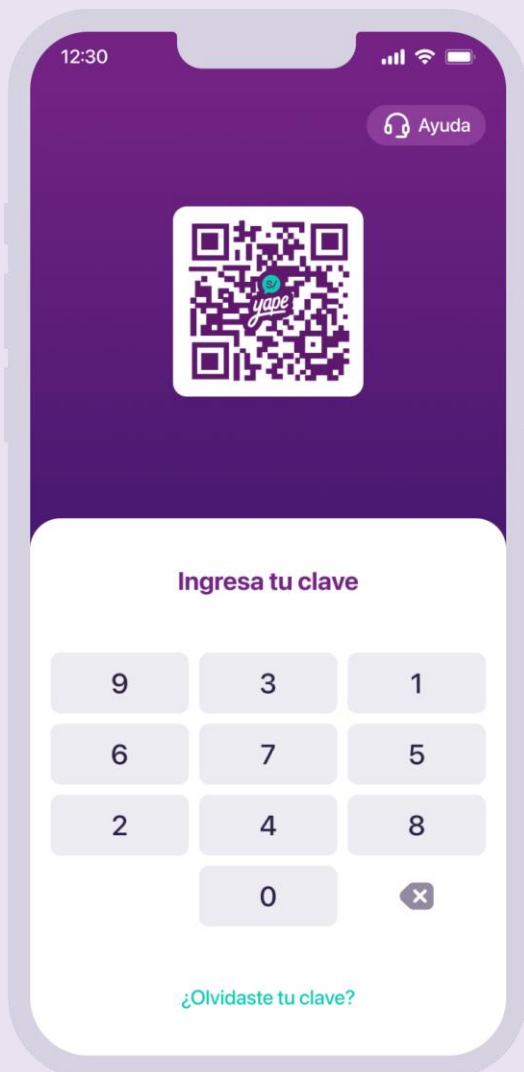 12:30
Ayuda
S/
yape
Ingresa tu clave
9 3 1
6 7 5
2 4 8
0
¿Olvidaste tu clave?